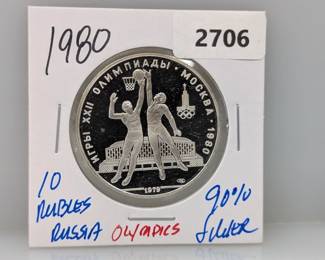 1980
2706
ИГРЫ XXII ОЛИМПИАДЫ • МОСКВА • 1980
1979
10
RUBLES
RUSSIA
OLYMPICS
90%
SILVER